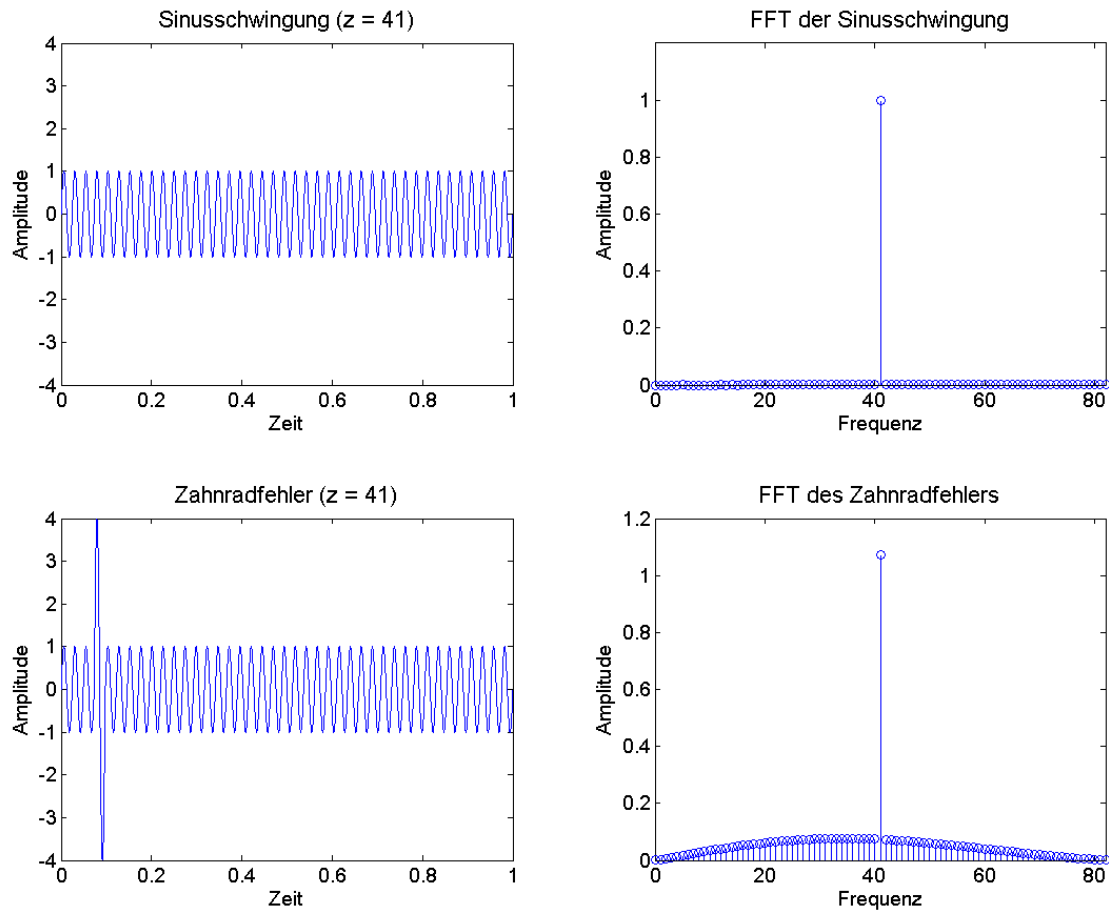 Sinusschwingung (z = 41)
4
3
2
1
0
-1
-2
-3
-4
Amplitude
0 0.2 0.4 0.6 0.8 1
Zeit
FFT der Sinusschwingung
1
0.8
0.6
0.4
0.2
0
Amplitude
0 20 40 60 80
Frequenz
Zahnradfehler (z = 41)
4
3
2
1
0
-1
-2
-3
-4
Amplitude
0 0.2 0.4 0.6 0.8 1
Zeit
FFT des Zahnradfehlers
1.2
1
0.8
0.6
0.4
0.2
0
Amplitude
0 20 40 60 80
Frequenz